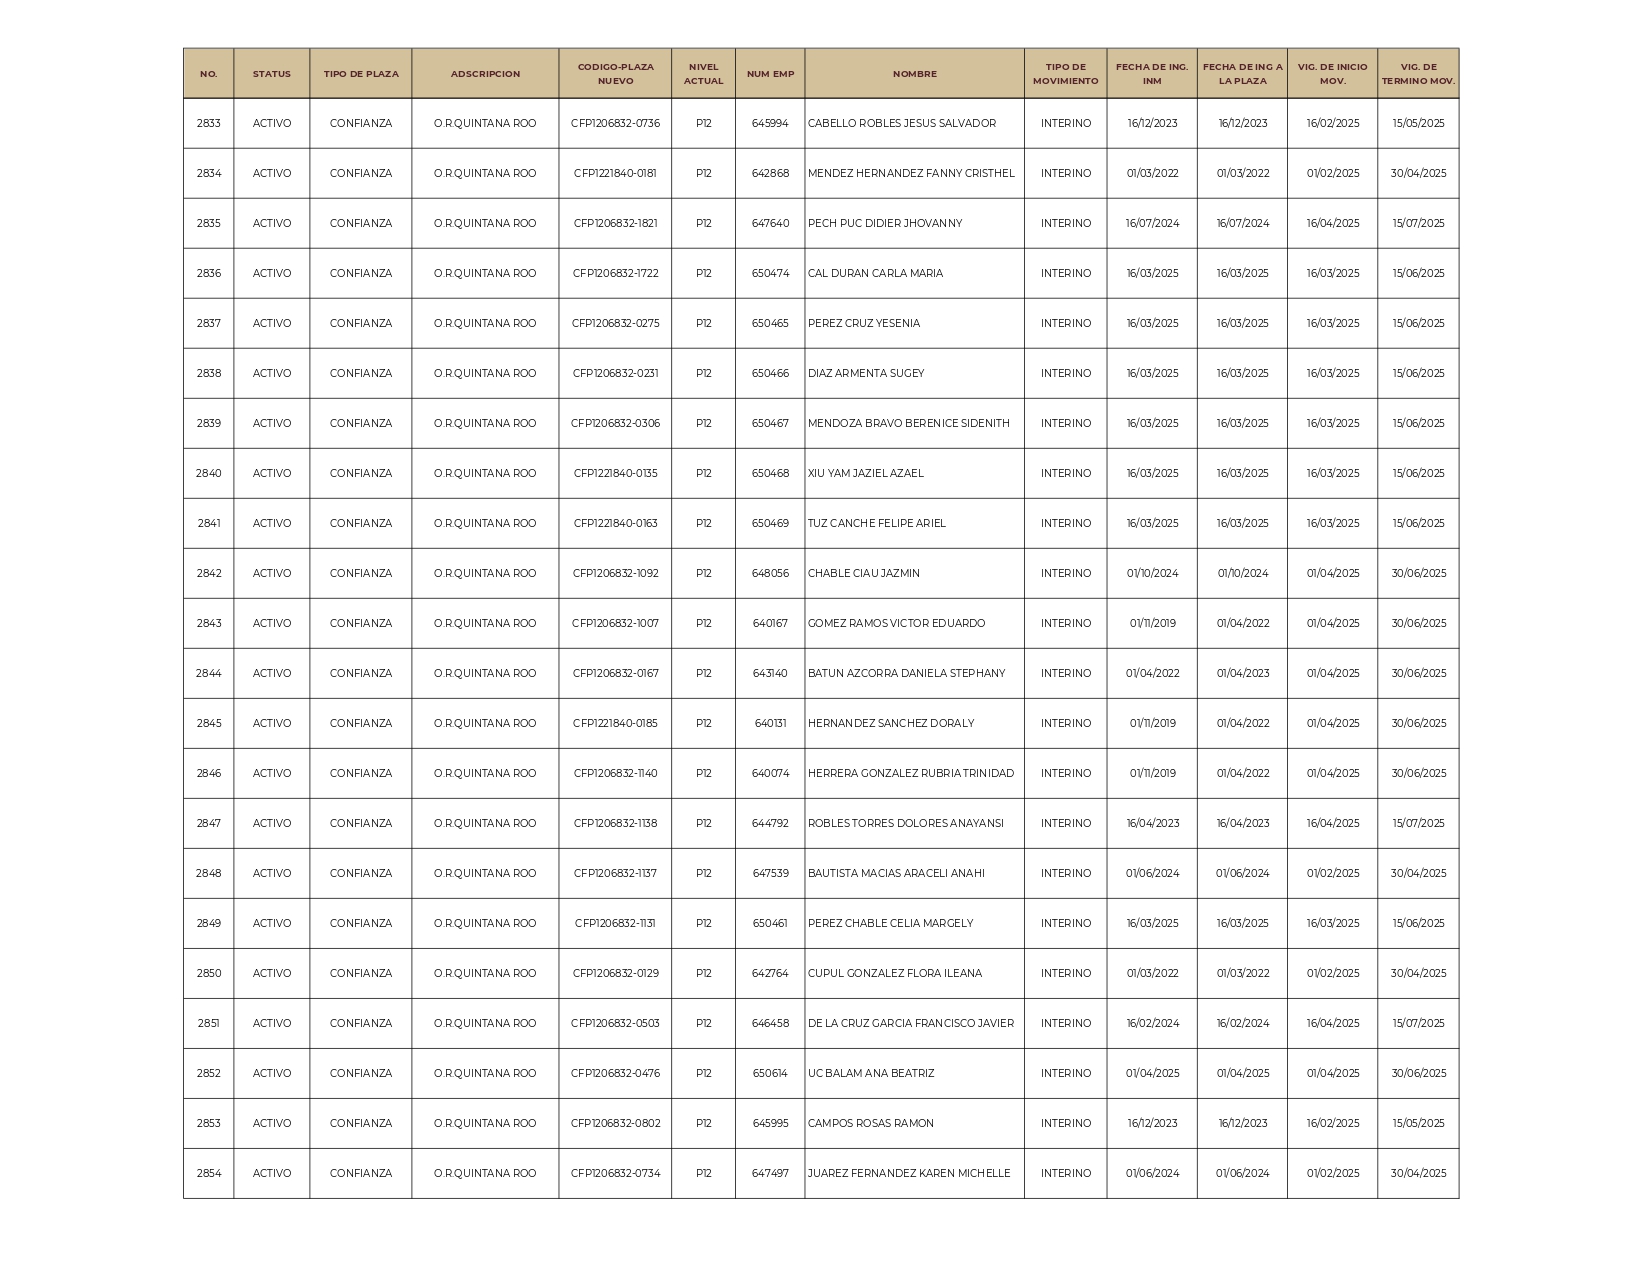 NO. STATUS TIPO DE PLAZA ADSCRIPCION CODIGO-PLAZA NUEVO NIVEL ACTUAL NUM EMP NOMBRE TIPO DE MOVIMIENTO FECHA DE ING. INM FECHA DE ING A LA PLAZA VIG. DE INICIO MOV. VIG. DE TERMINO MOV.
2833 ACTIVO CONFIANZA O.R.QUINTANA ROO CFP1206832-0736 P12 645994 CABELLO ROBLES JESUS SALVADOR INTERINO 16/12/2023 16/12/2023 16/02/2025 15/05/2025
2834 ACTIVO CONFIANZA O.R.QUINTANA ROO CFP1221840-0181 P12 642868 MENDEZ HERNANDEZ FANNY CRISTHEL INTERINO 01/03/2022 01/03/2022 01/02/2025 30/04/2025
2835 ACTIVO CONFIANZA O.R.QUINTANA ROO CFP1206832-1821 P12 647640 PECH PUC DIDIER JHOVANNY INTERINO 16/07/2024 16/07/2024 16/04/2025 15/07/2025
2836 ACTIVO CONFIANZA O.R.QUINTANA ROO CFP1206832-1722 P12 650474 CAL DURAN CARLA MARIA INTERINO 16/03/2025 16/03/2025 16/03/2025 15/06/2025
2837 ACTIVO CONFIANZA O.R.QUINTANA ROO CFP1206832-0275 P12 650465 PEREZ CRUZ YESENIA INTERINO 16/03/2025 16/03/2025 16/03/2025 15/06/2025
2838 ACTIVO CONFIANZA O.R.QUINTANA ROO CFP1206832-0231 P12 650466 DIAZ ARMENTA SUGEY INTERINO 16/03/2025 16/03/2025 16/03/2025 15/06/2025
2839 ACTIVO CONFIANZA O.R.QUINTANA ROO CFP1206832-0306 P12 650467 MENDOZA BRAVO BERENICE SIDENITH INTERINO 16/03/2025 16/03/2025 16/03/2025 15/06/2025
2840 ACTIVO CONFIANZA O.R.QUINTANA ROO CFP1221840-0135 P12 650468 XIU YAM JAZIEL AZAEL INTERINO 16/03/2025 16/03/2025 16/03/2025 15/06/2025
2841 ACTIVO CONFIANZA O.R.QUINTANA ROO CFP1221840-0163 P12 650469 TUZ CANCHE FELIPE ARIEL INTERINO 16/03/2025 16/03/2025 16/03/2025 15/06/2025
2842 ACTIVO CONFIANZA O.R.QUINTANA ROO CFP1206832-1092 P12 648056 CHABLE CIAU JAZMIN INTERINO 01/10/2024 01/10/2024 01/04/2025 30/06/2025
2843 ACTIVO CONFIANZA O.R.QUINTANA ROO CFP1206832-1007 P12 640167 GOMEZ RAMOS VICTOR EDUARDO INTERINO 01/11/2019 01/04/2022 01/04/2025 30/06/2025
2844 ACTIVO CONFIANZA O.R.QUINTANA ROO CFP1206832-0167 P12 643140 BATUN AZCORRA DANIELA STEPHANY INTERINO 01/04/2022 01/04/2023 01/04/2025 30/06/2025
2845 ACTIVO CONFIANZA O.R.QUINTANA ROO CFP1221840-0185 P12 640131 HERNANDEZ SANCHEZ DORALY INTERINO 01/11/2019 01/04/2022 01/04/2025 30/06/2025
2846 ACTIVO CONFIANZA O.R.QUINTANA ROO CFP1206832-1140 P12 640074 HERRERA GONZALEZ RUBRIA TRINIDAD INTERINO 01/11/2019 01/04/2022 01/04/2025 30/06/2025
2847 ACTIVO CONFIANZA O.R.QUINTANA ROO CFP1206832-1138 P12 644792 ROBLES TORRES DOLORES ANAYANSI INTERINO 16/04/2023 16/04/2023 16/04/2025 15/07/2025
2848 ACTIVO CONFIANZA O.R.QUINTANA ROO CFP1206832-1137 P12 647539 BAUTISTA MACIAS ARACELI ANAHI INTERINO 01/06/2024 01/06/2024 01/02/2025 30/04/2025
2849 ACTIVO CONFIANZA O.R.QUINTANA ROO CFP1206832-1131 P12 650461 PEREZ CHABLE CELIA MARGELY INTERINO 16/03/2025 16/03/2025 16/03/2025 15/06/2025
2850 ACTIVO CONFIANZA O.R.QUINTANA ROO CFP1206832-0129 P12 642764 CUPUL GONZALEZ FLORA ILEANA INTERINO 01/03/2022 01/03/2022 01/02/2025 30/04/2025
2851 ACTIVO CONFIANZA O.R.QUINTANA ROO CFP1206832-0503 P12 646458 DE LA CRUZ GARCIA FRANCISCO JAVIER INTERINO 16/02/2024 16/02/2024 16/04/2025 15/07/2025
2852 ACTIVO CONFIANZA O.R.QUINTANA ROO CFP1206832-0476 P12 650614 UC BALAM ANA BEATRIZ INTERINO 01/04/2025 01/04/2025 01/04/2025 30/06/2025
2853 ACTIVO CONFIANZA O.R.QUINTANA ROO CFP1206832-0802 P12 645995 CAMPOS ROSAS RAMON INTERINO 16/12/2023 16/12/2023 16/02/2025 15/05/2025
2854 ACTIVO CONFIANZA O.R.QUINTANA ROO CFP1206832-0734 P12 647497 JUAREZ FERNANDEZ KAREN MICHELLE INTERINO 01/06/2024 01/06/2024 01/02/2025 30/04/2025